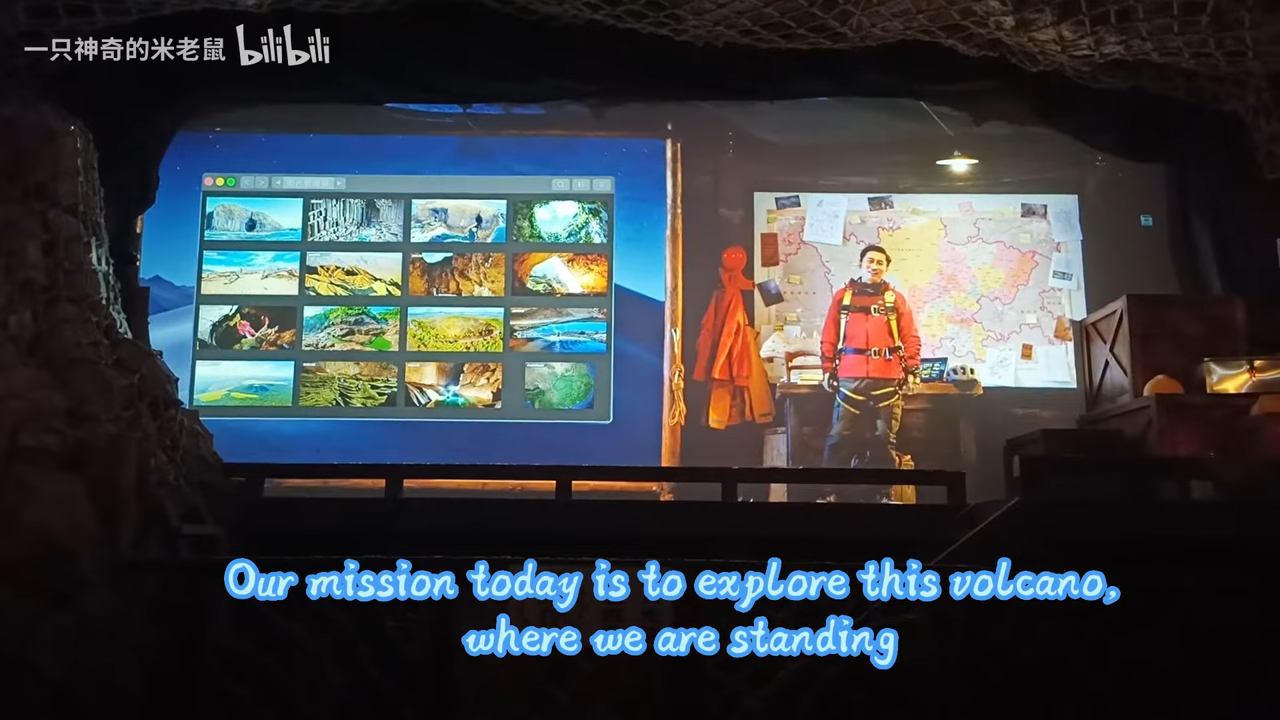 一只神奇的米老鼠 bilibili
Our mission today is to explore this volcano,
where we are standing